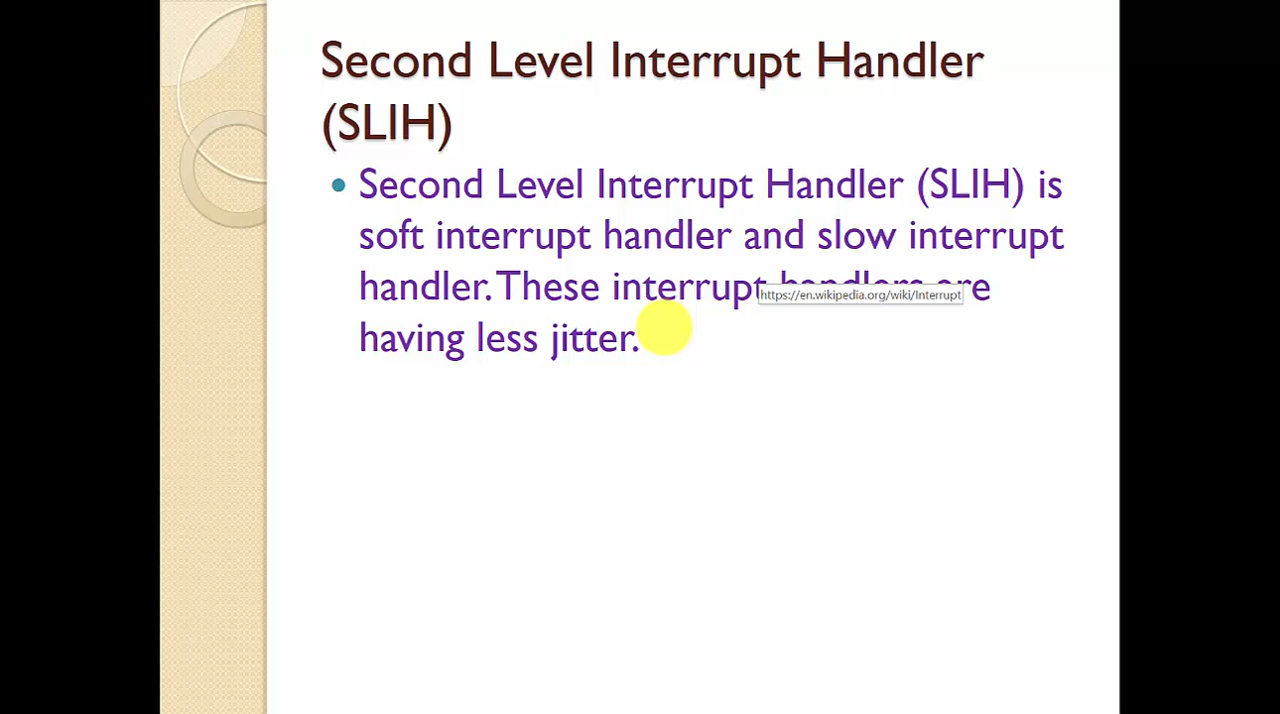 Second Level Interrupt Handler
(SLIH)
• Second Level Interrupt Handler (SLIH) is
soft interrupt handler and slow interrupt
handler. These interrupt handlers are
https://en.wikipedia.org/wiki/Interrupt
having less jitter.